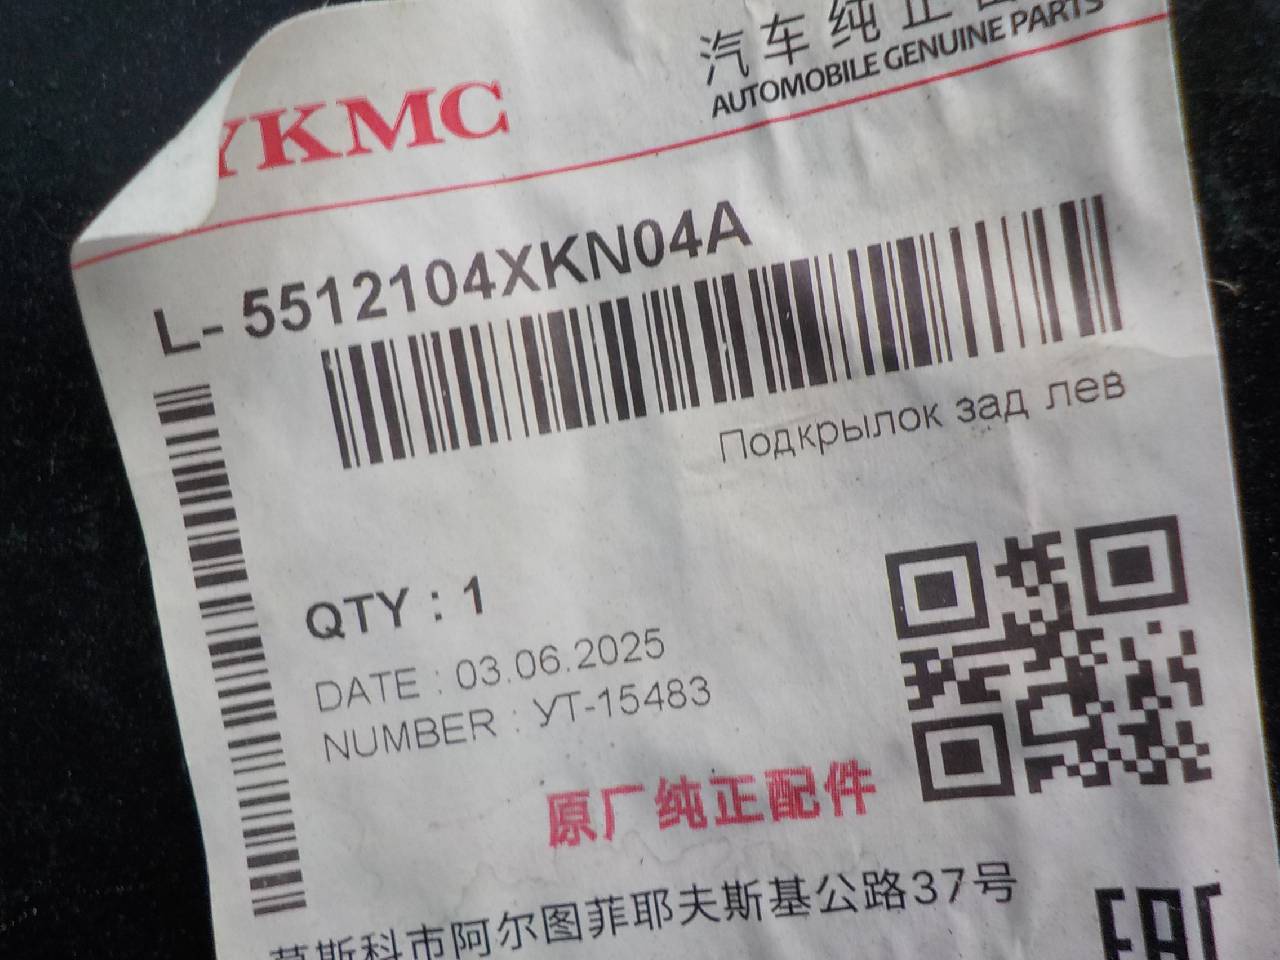 YKMC
汽车纯正
AUTOMOBILE GENUINE PARTS
L- 5512104XKN04A
Подкрылок зад лев
QTY : 1
DATE : 03.06.2025
NUMBER : УТ-15483
原厂纯正配件
莫斯科市阿尔图菲耶夫斯基公路37号
EAC